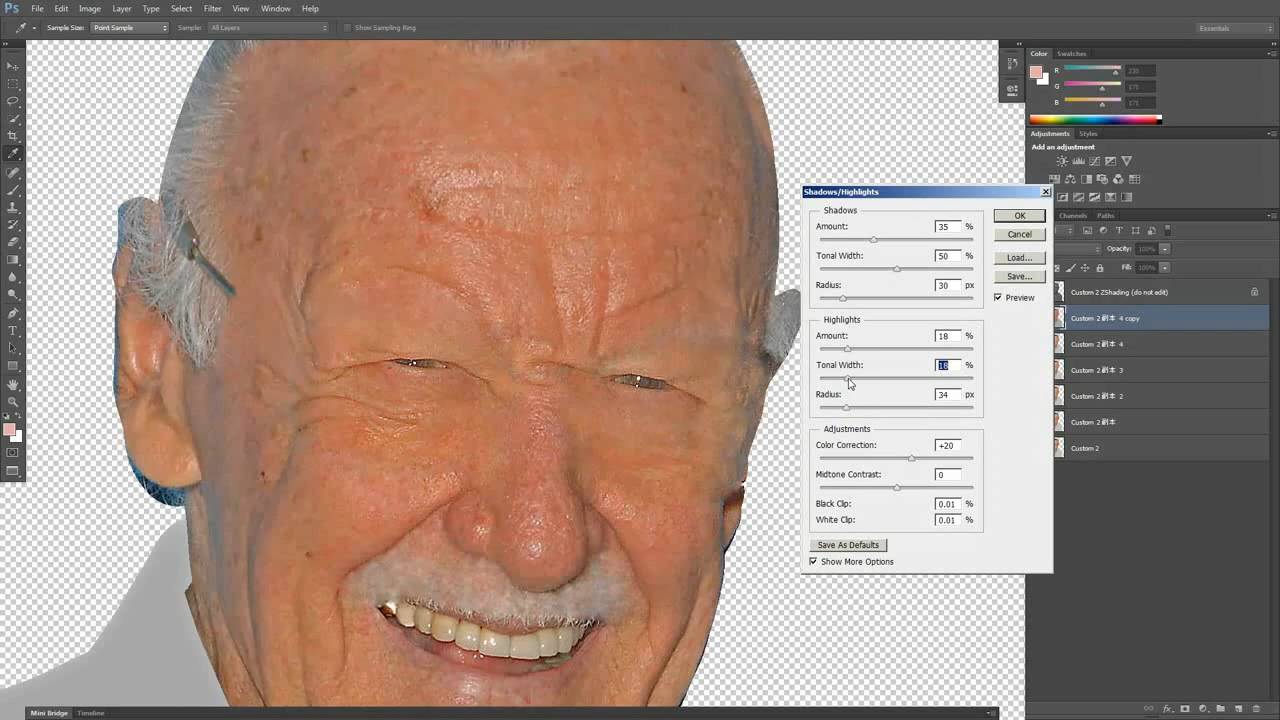 Ps File Edit Image Layer Type Select Filter View Window Help
Sample Size: Point Sample Sample: All Layers Show Sampling Ring Essentials
Color Swatches
R 230
G 171
B 171
Adjustments Styles
Add an adjustment
Channels Paths
Opacity: 100%
Fill: 100%
Custom 2 ZShading (do not edit)
Custom 2 副本 4 copy
Custom 2 副本 4
Custom 2 副本 3
Custom 2 副本 2
Custom 2 副本
Custom 2
Shadows/Highlights
Shadows
Amount: 35 %
Tonal Width: 50 %
Radius: 30 px
Highlights
Amount: 18 %
Tonal Width: 18 %
Radius: 34 px
Adjustments
Color Correction: +20
Midtone Contrast: 0
Black Clip: 0.01 %
White Clip: 0.01 %
Save As Defaults
Show More Options
OK
Cancel
Load...
Save...
Preview
Mini Bridge Timeline
fx